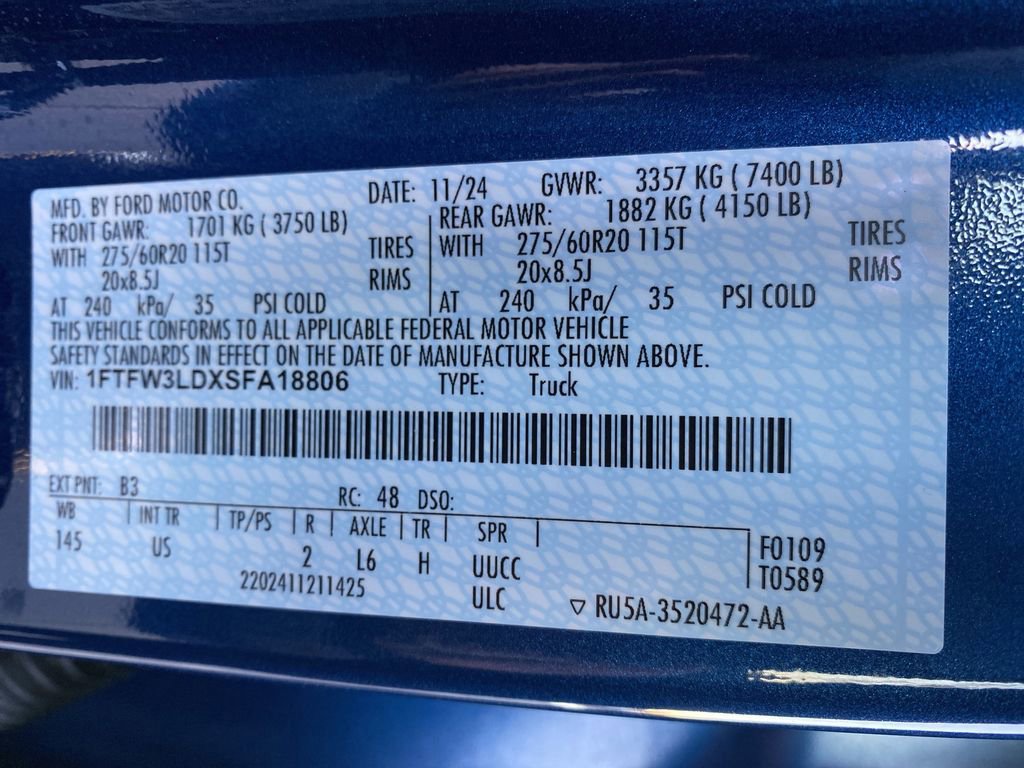 MFD. BY FORD MOTOR CO. DATE: 11/24 GVWR: 3357 KG ( 7400 LB)
FRONT GAWR: 1701 KG ( 3750 LB) REAR GAWR: 1882 KG ( 4150 LB)
WITH 275/60R20 115T TIRES WITH 275/60R20 115T TIRES
20x8.5J RIMS 20x8.5J RIMS
AT 240 kPa/ 35 PSI COLD AT 240 kPa/ 35 PSI COLD
THIS VEHICLE CONFORMS TO ALL APPLICABLE FEDERAL MOTOR VEHICLE
SAFETY STANDARDS IN EFFECT ON THE DATE OF MANUFACTURE SHOWN ABOVE.
VIN: 1FTFW3LDXSFA18806 TYPE: Truck
EXT PNT: B3 RC: 48 DSO:
WB INT TR TP/PS R AXLE TR SPR
145 US 2 L6 H UUCC F0109
2202411211425 ULC T0589
▽ RU5A-3520472-AA